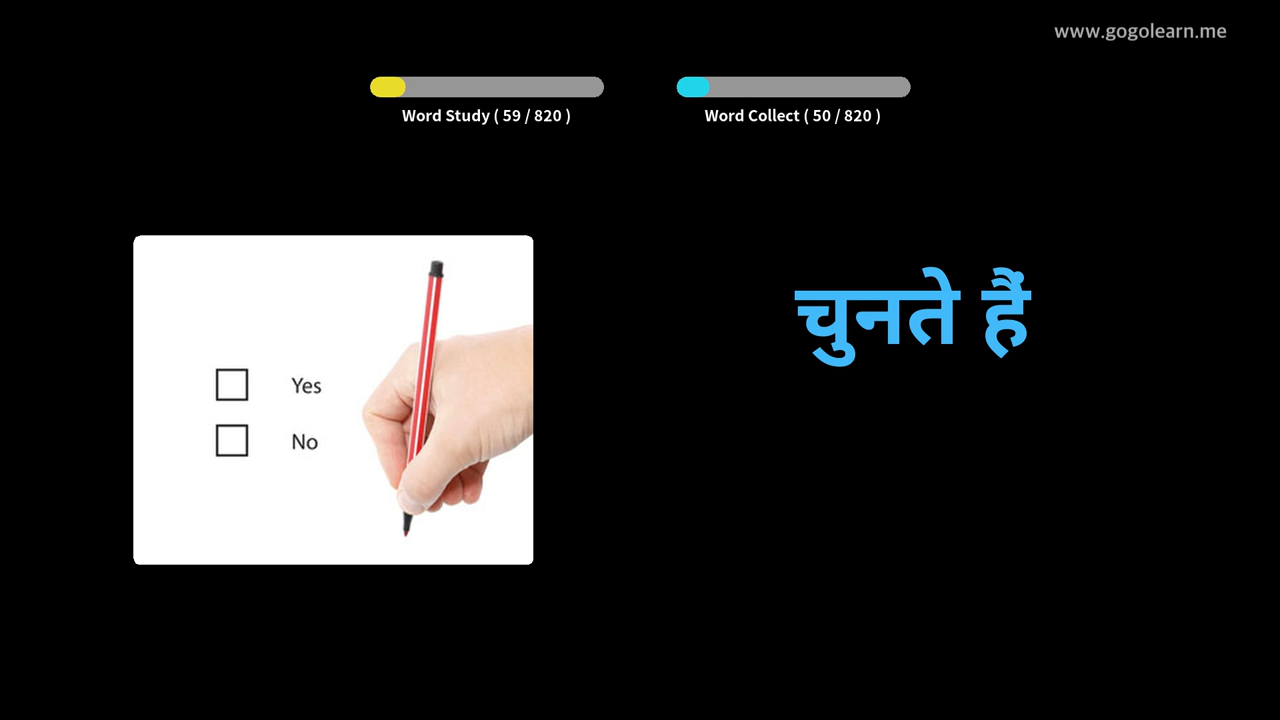 www.gogolearn.me
Word Study ( 59 / 820 )
Word Collect ( 50 / 820 )
चुनते हैं
Yes
No